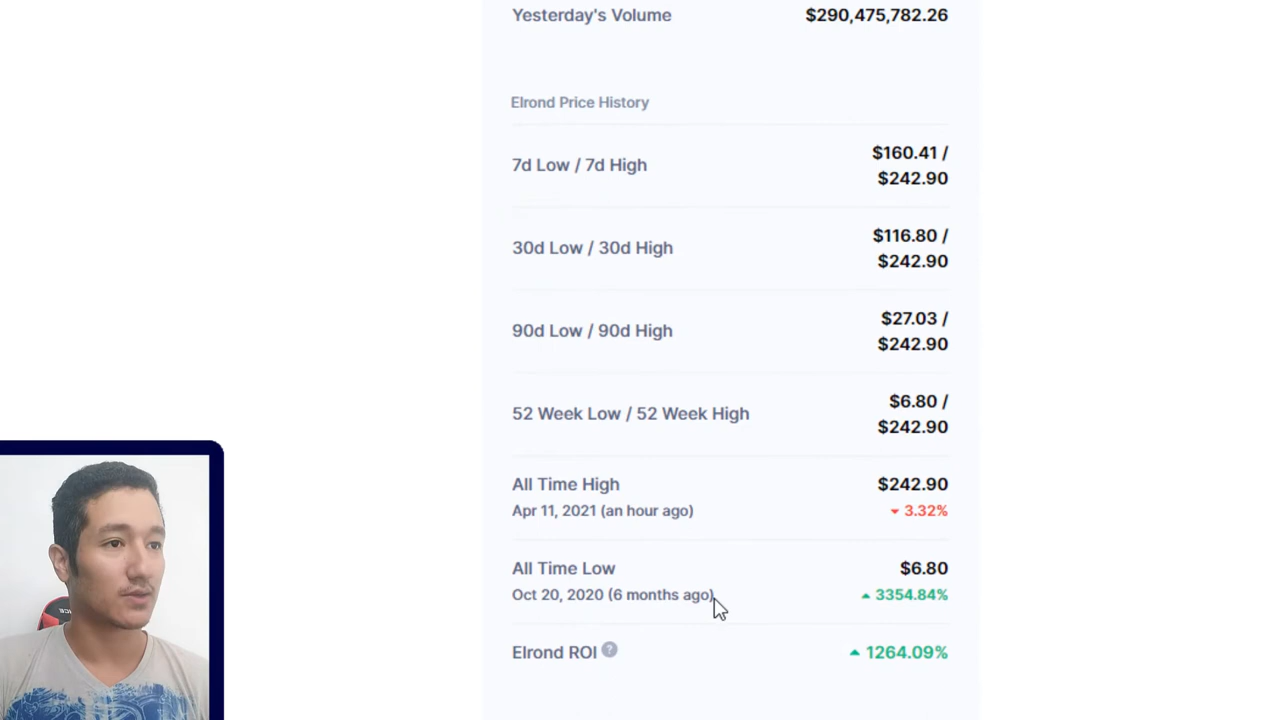 Yesterday's Volume $290,475,782.26
Elrond Price History
7d Low / 7d High $160.41 /
$242.90
30d Low / 30d High $116.80 /
$242.90
90d Low / 90d High $27.03 /
$242.90
52 Week Low / 52 Week High $6.80 /
$242.90
All Time High $242.90
Apr 11, 2021 (an hour ago) 3.32%
All Time Low $6.80
Oct 20, 2020 (6 months ago) 3354.84%
Elrond ROI ? 1264.09%